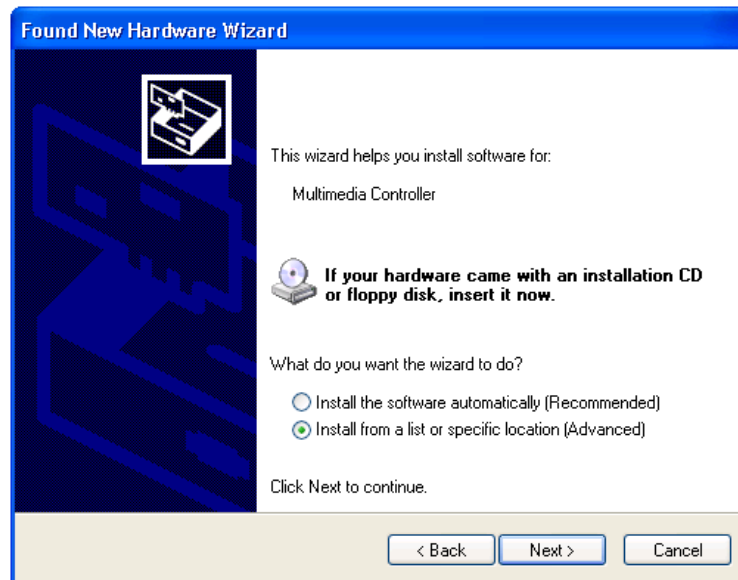 Found New Hardware Wizard
This wizard helps you install software for:
Multimedia Controller
If your hardware came with an installation CD
or floppy disk, insert it now.
What do you want the wizard to do?
Install the software automatically (Recommended)
Install from a list or specific location (Advanced)
Click Next to continue.
< Back Next > Cancel